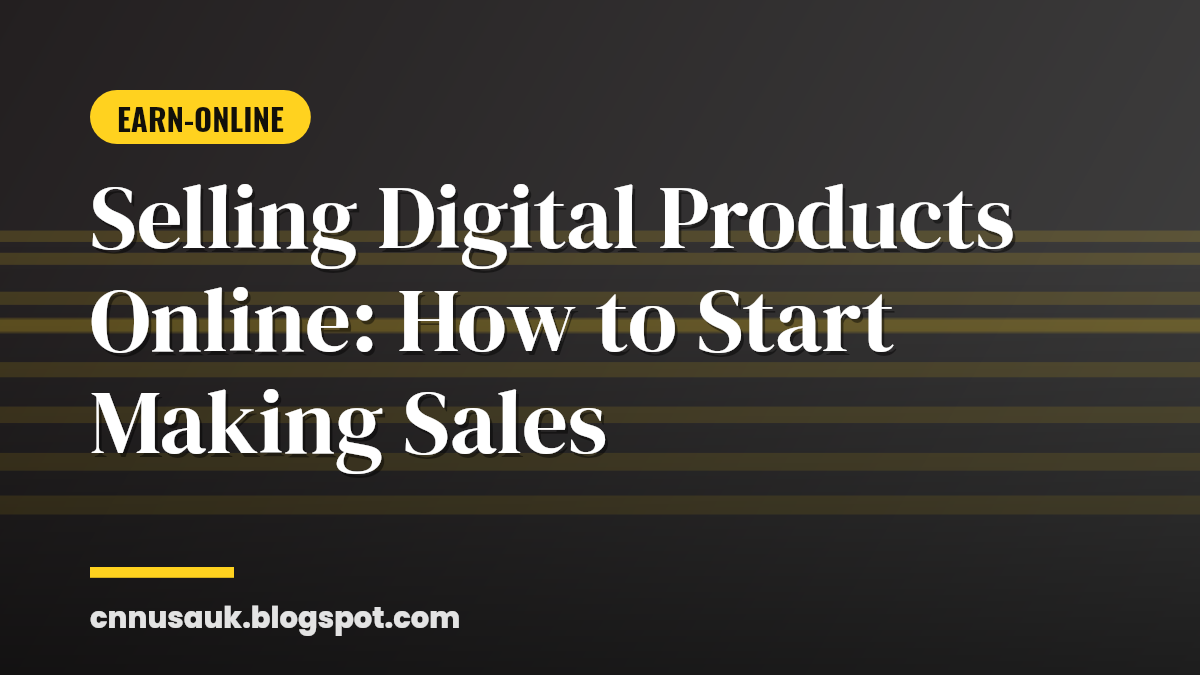 EARN-ONLINE
Selling Digital Products
Online: How to Start
Making Sales
cnnusauk.blogspot.com